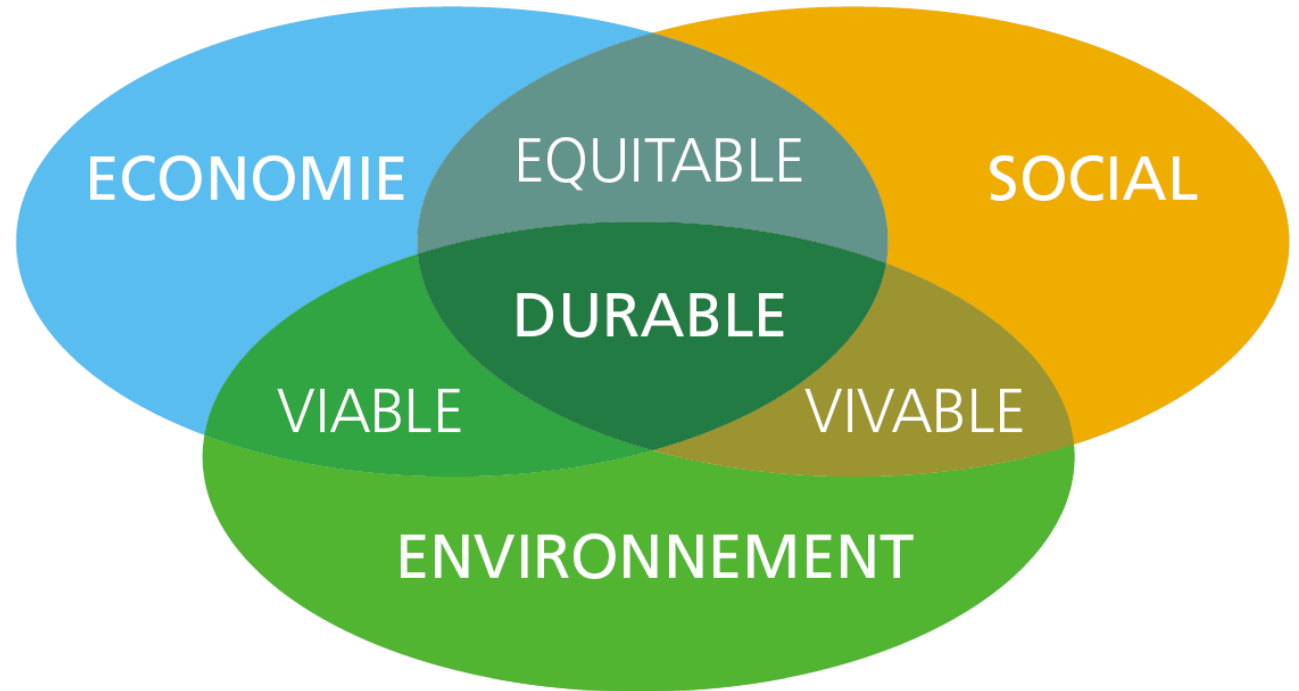 ECONOMIE
EQUITABLE
SOCIAL
DURABLE
VIABLE
VIVABLE
ENVIRONNEMENT